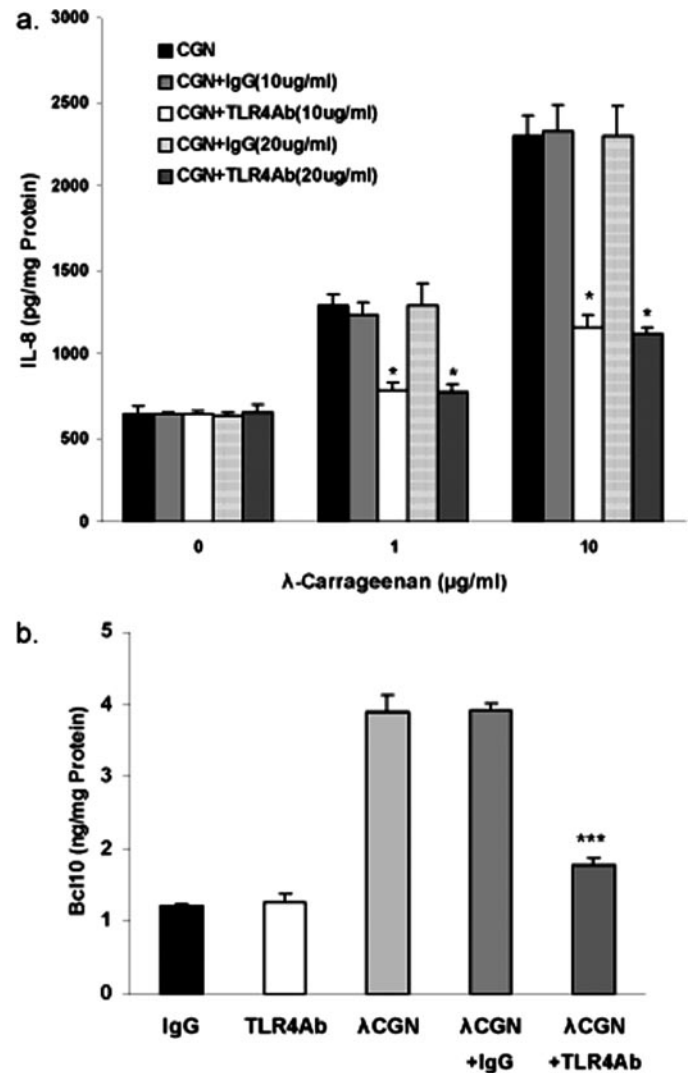 a.
3000
2500
2000
1500
1000
500
0
IL-8 (pg/mg Protein)
CGN
CGN+IgG(10ug/ml)
CGN+TLR4Ab(10ug/ml)
CGN+IgG(20ug/ml)
CGN+TLR4Ab(20ug/ml)
* * * *
0 1 10
λ-Carrageenan (µg/ml)
b.
5
4
3
2
1
0
Bcl10 (ng/mg Protein)
***
IgG TLR4Ab λCGN λCGN λCGN
+IgG +TLR4Ab